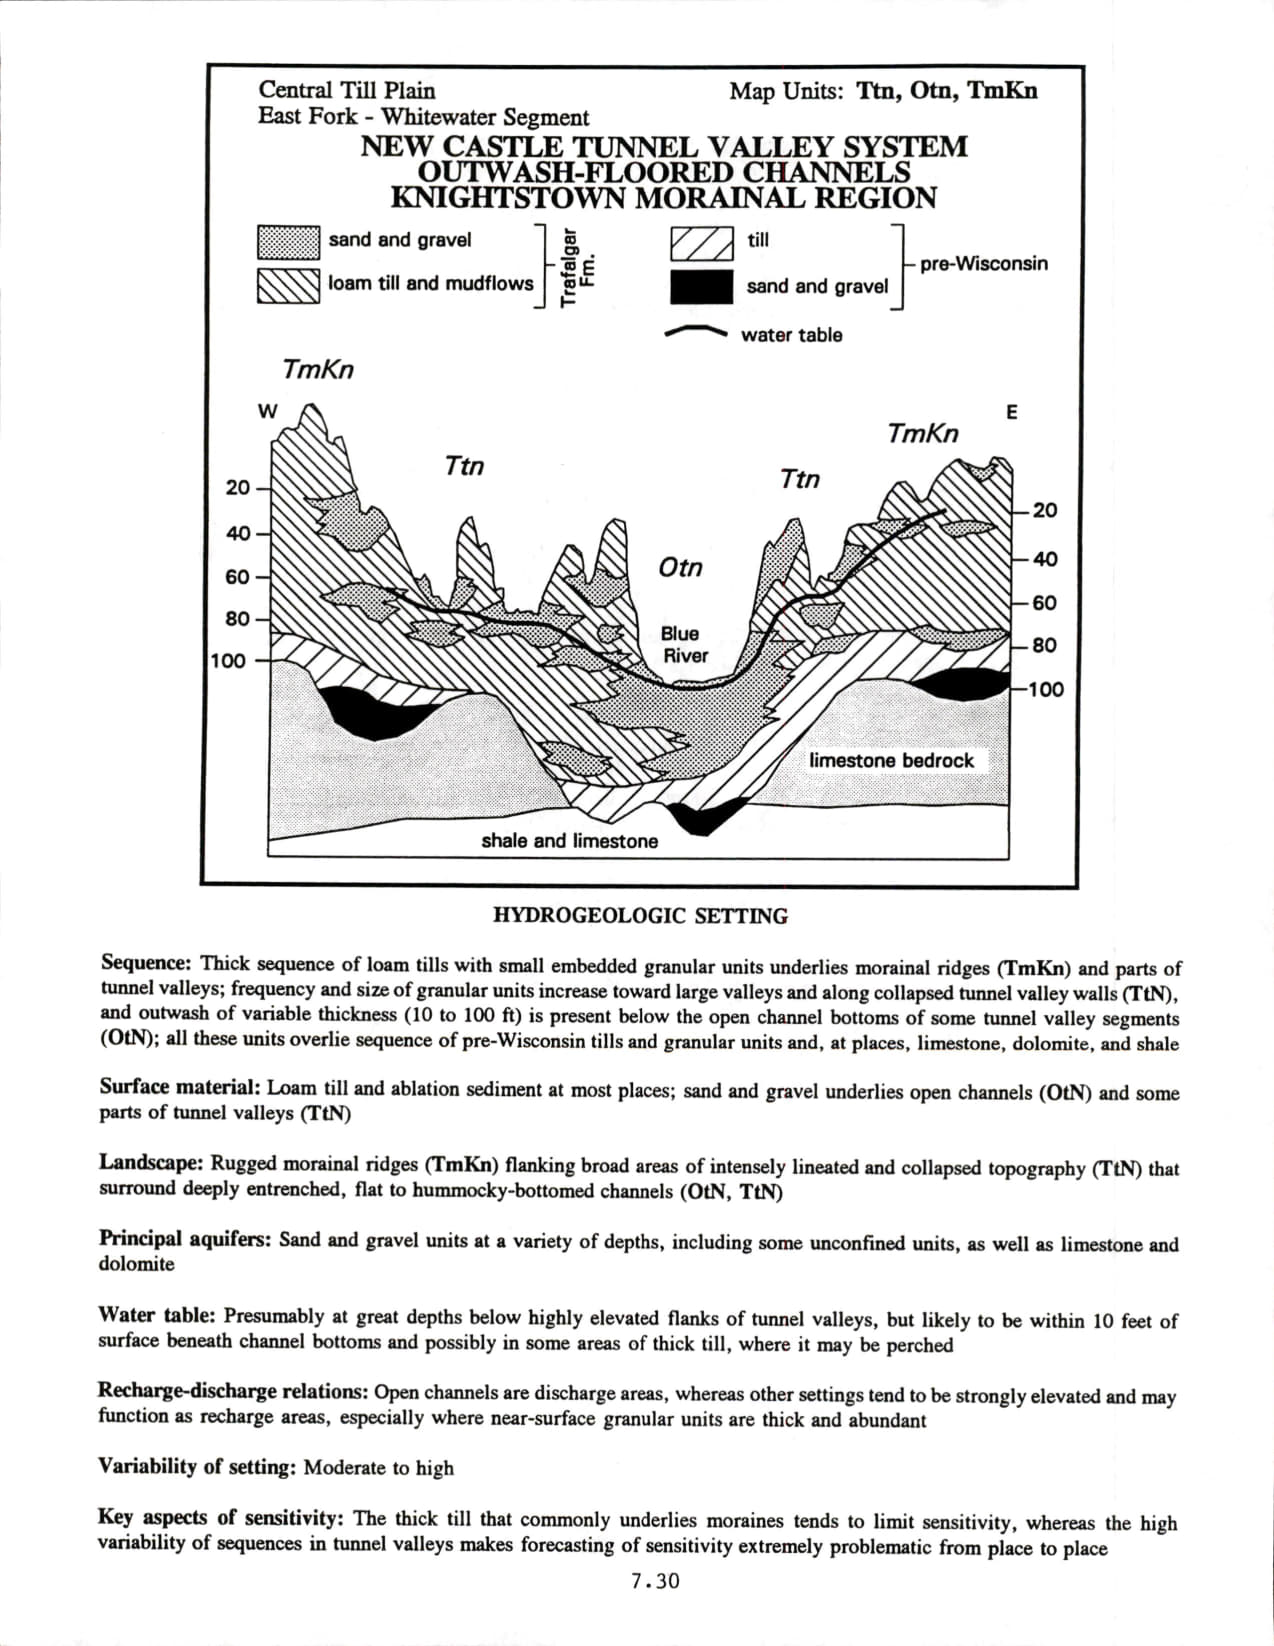 Central Till Plain
Map Units: Ttn, Otn, TmKn
East Fork - Whitewater Segment
NEW CASTLE TUNNEL VALLEY SYSTEM
OUTWASH-FLOORED CHANNELS
KNIGHTSTOWN MORAINAL REGION
sand and gravel
loam till and mudflows
Trafalgar
Fm.
till
sand and gravel
pre-Wisconsin
water table
TmKn
W
E
TmKn
Ttn
Ttn
20
40
60
80
100
20
40
60
80
100
Otn
Blue
River
limestone bedrock
shale and limestone
HYDROGEOLOGIC SETTING
Sequence: Thick sequence of loam tills with small embedded granular units underlies morainal ridges (TmKn) and parts of
tunnel valleys; frequency and size of granular units increase toward large valleys and along collapsed tunnel valley walls (TtN),
and outwash of variable thickness (10 to 100 ft) is present below the open channel bottoms of some tunnel valley segments
(OtN); all these units overlie sequence of pre-Wisconsin tills and granular units and, at places, limestone, dolomite, and shale
Surface material: Loam till and ablation sediment at most places; sand and gravel underlies open channels (OtN) and some
parts of tunnel valleys (TtN)
Landscape: Rugged morainal ridges (TmKn) flanking broad areas of intensely lineated and collapsed topography (TtN) that
surround deeply entrenched, flat to hummocky-bottomed channels (OtN, TtN)
Principal aquifers: Sand and gravel units at a variety of depths, including some unconfined units, as well as limestone and
dolomite
Water table: Presumably at great depths below highly elevated flanks of tunnel valleys, but likely to be within 10 feet of
surface beneath channel bottoms and possibly in some areas of thick till, where it may be perched
Recharge-discharge relations: Open channels are discharge areas, whereas other settings tend to be strongly elevated and may
function as recharge areas, especially where near-surface granular units are thick and abundant
Variability of setting: Moderate to high
Key aspects of sensitivity: The thick till that commonly underlies moraines tends to limit sensitivity, whereas the high
variability of sequences in tunnel valleys makes forecasting of sensitivity extremely problematic from place to place
7.30